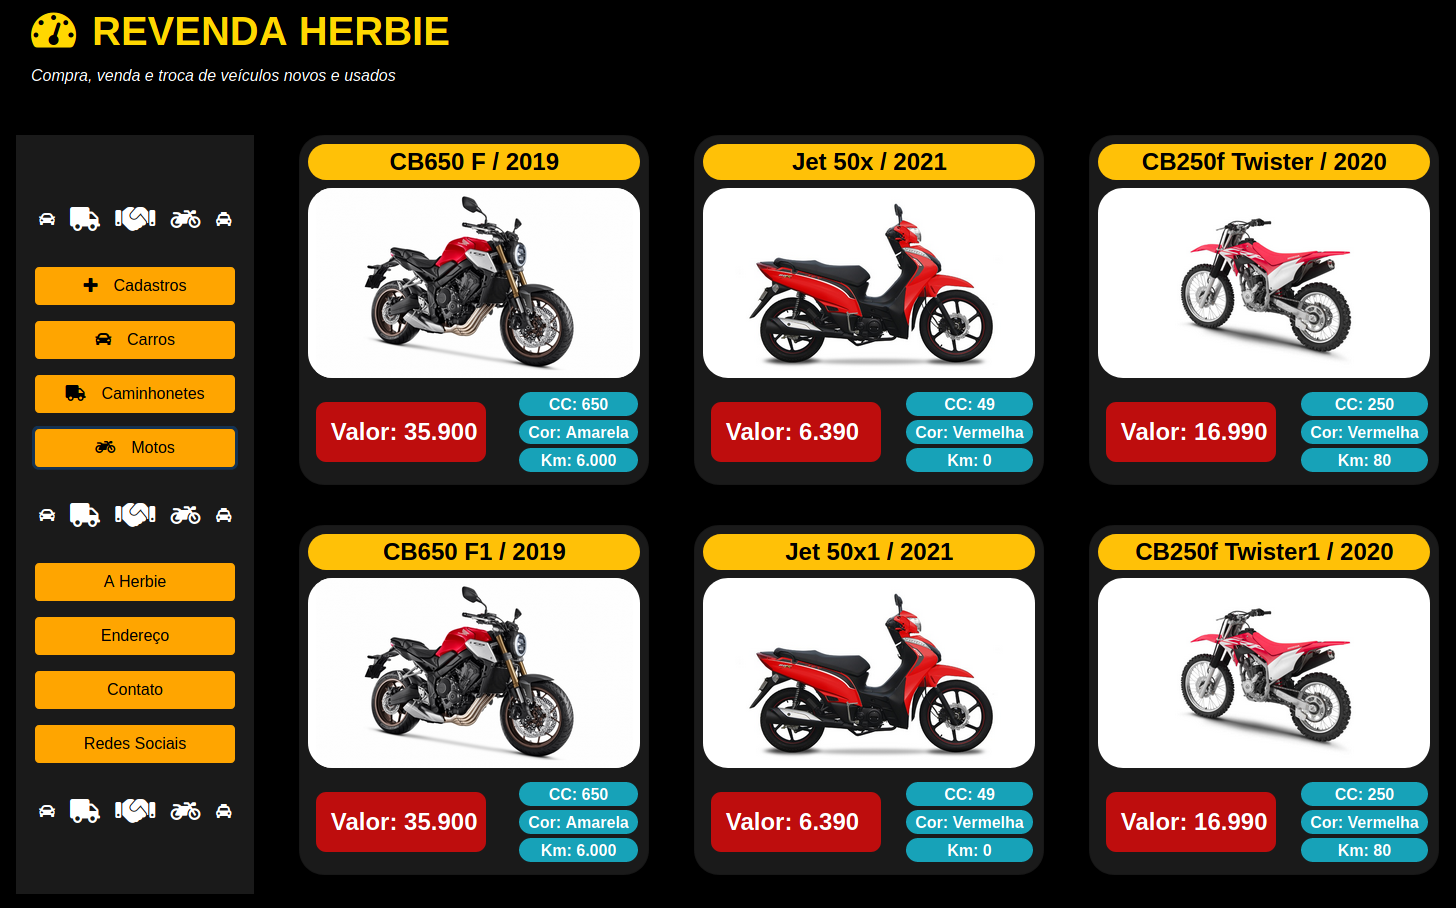 REVENDA HERBIE
Compra, venda e troca de veículos novos e usados
Cadastros
Carros
Caminhonetes
Motos
A Herbie
Endereço
Contato
Redes Sociais
CB650 F / 2019
Valor: 35.900
CC: 650
Cor: Amarela
Km: 6.000
Jet 50x / 2021
Valor: 6.390
CC: 49
Cor: Vermelha
Km: 0
CB250f Twister / 2020
Valor: 16.990
CC: 250
Cor: Vermelha
Km: 80
CB650 F1 / 2019
Valor: 35.900
CC: 650
Cor: Amarela
Km: 6.000
Jet 50x1 / 2021
Valor: 6.390
CC: 49
Cor: Vermelha
Km: 0
CB250f Twister1 / 2020
Valor: 16.990
CC: 250
Cor: Vermelha
Km: 80